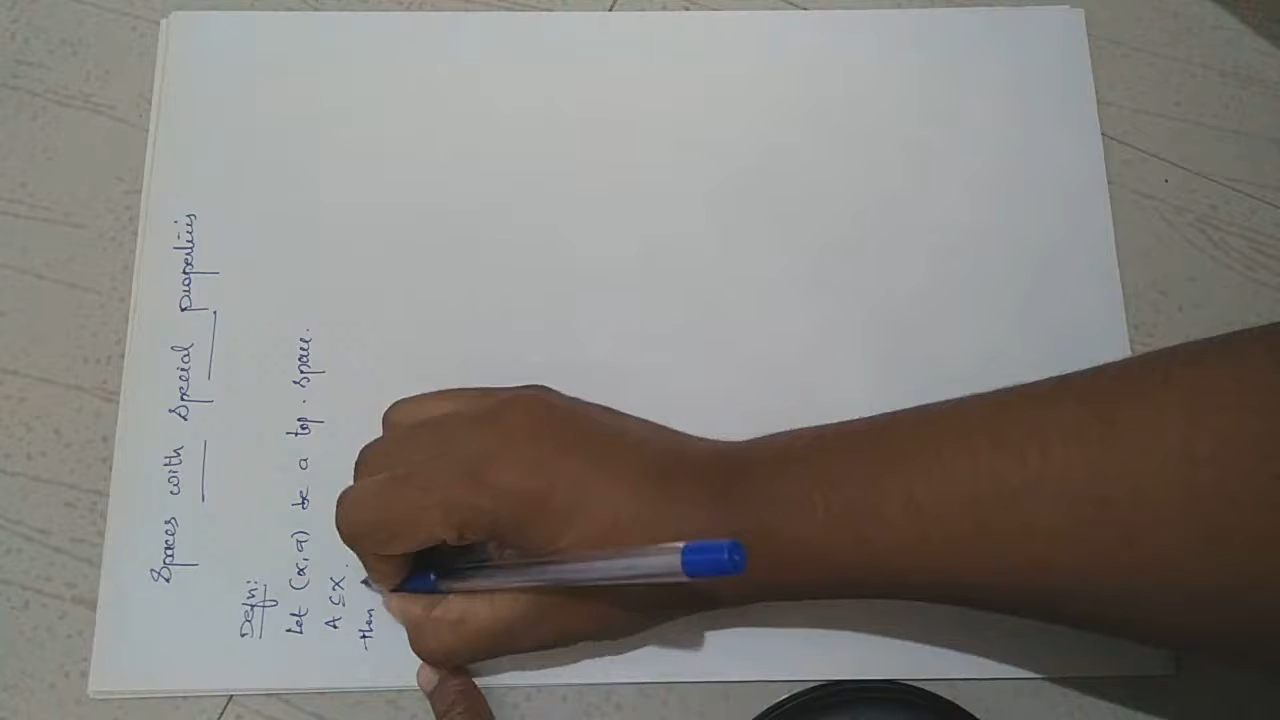 Spaces with Special properties
Defn:
Let (X, τ) be a top. space.
A ⊆ X.
then